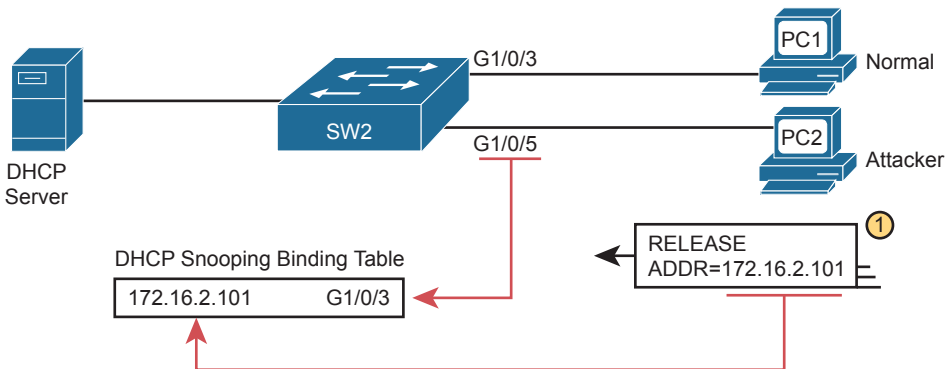 G1/0/3
PC1
Normal
SW2
G1/0/5
PC2
Attacker
DHCP
Server
1
RELEASE
ADDR=172.16.2.101
DHCP Snooping Binding Table
172.16.2.101 G1/0/3